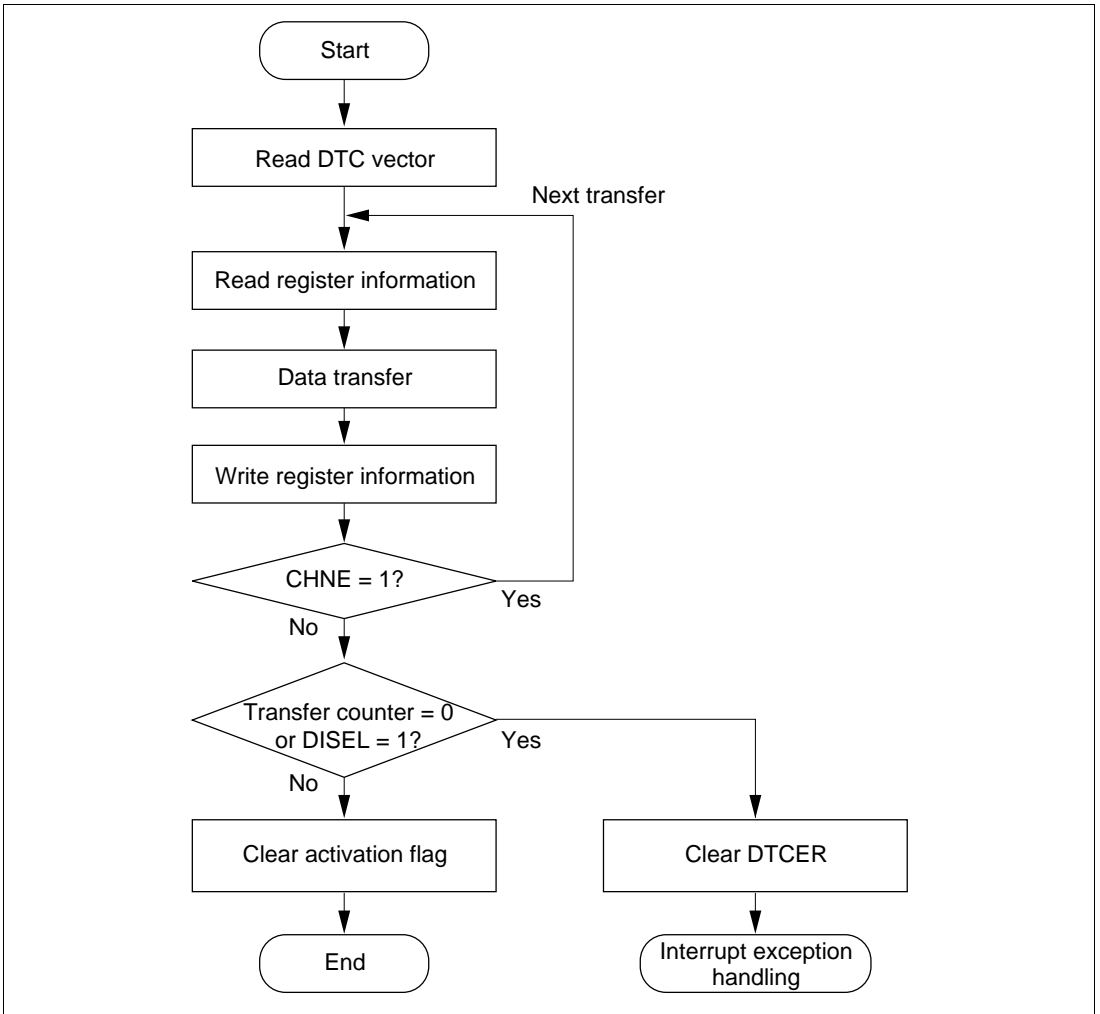 Start
Read DTC vector
Next transfer
Read register information
Data transfer
Write register information
CHNE = 1?
Yes
No
Transfer counter = 0
or DISEL = 1?
Yes
No
Clear activation flag
Clear DTCER
End
Interrupt exception
handling